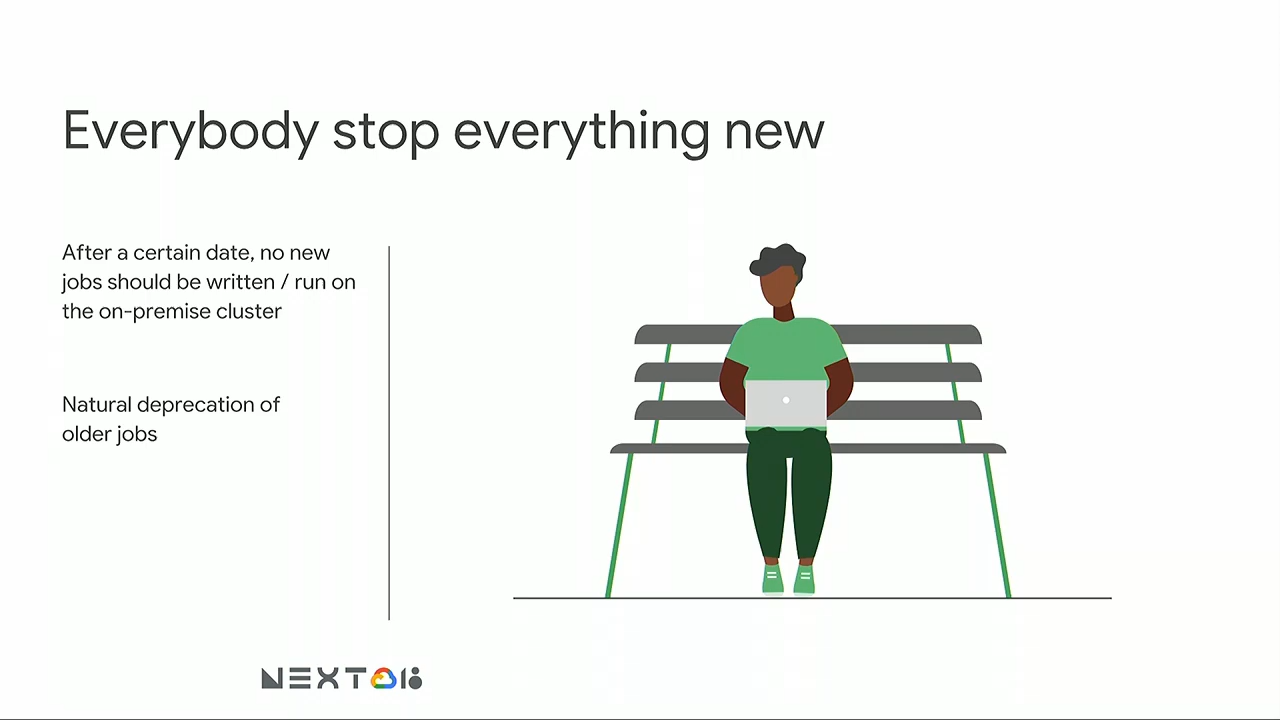 Everybody stop everything new
After a certain date, no new
jobs should be written / run on
the on-premise cluster
Natural deprecation of
older jobs
NEXT 18